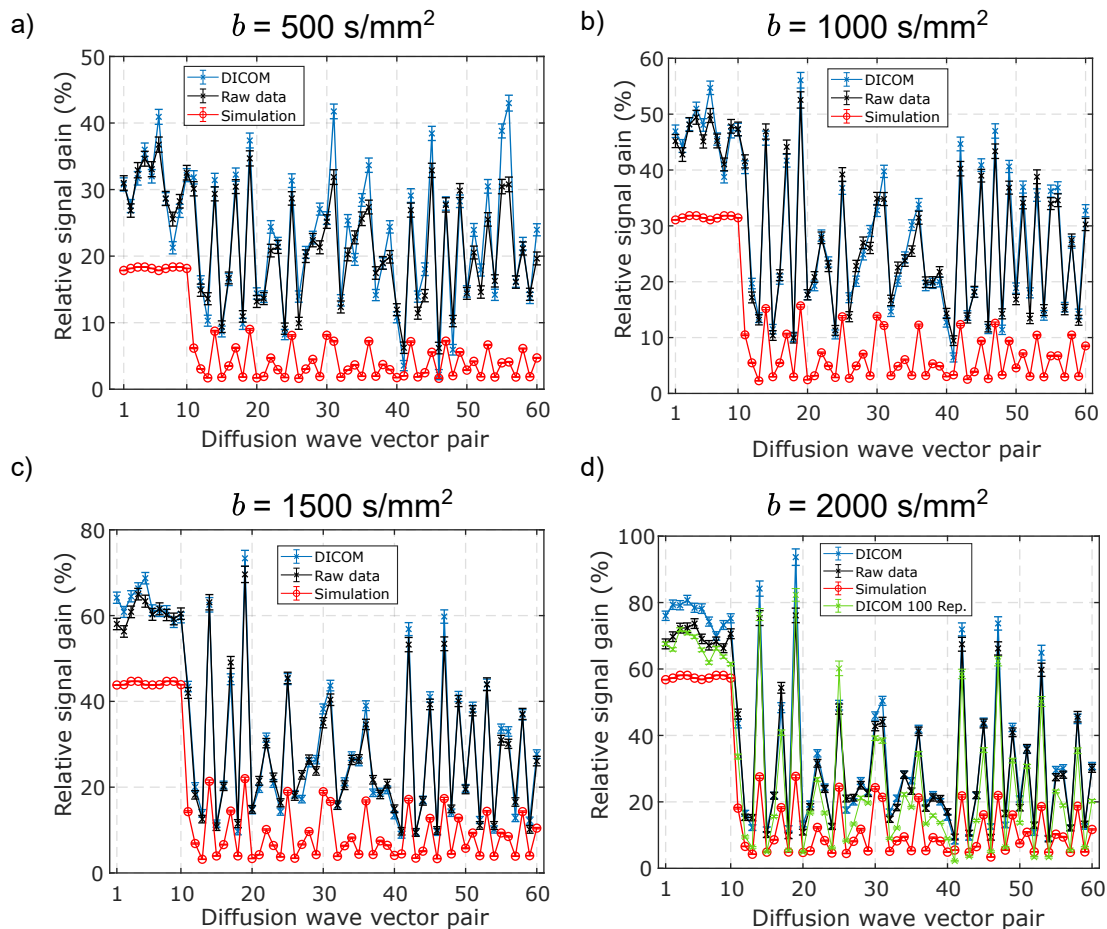 a)
b = 500 s/mm²
50
40
30
20
10
0
Relative signal gain (%)
DICOM
Raw data
Simulation
1 10 20 30 40 50 60
Diffusion wave vector pair
b)
b = 1000 s/mm²
60
50
40
30
20
10
0
Relative signal gain (%)
DICOM
Raw data
Simulation
1 10 20 30 40 50 60
Diffusion wave vector pair
c)
b = 1500 s/mm²
80
60
40
20
0
Relative signal gain (%)
DICOM
Raw data
Simulation
1 10 20 30 40 50 60
Diffusion wave vector pair
d)
b = 2000 s/mm²
100
80
60
40
20
0
Relative signal gain (%)
DICOM
Raw data
Simulation
DICOM 100 Rep.
1 10 20 30 40 50 60
Diffusion wave vector pair